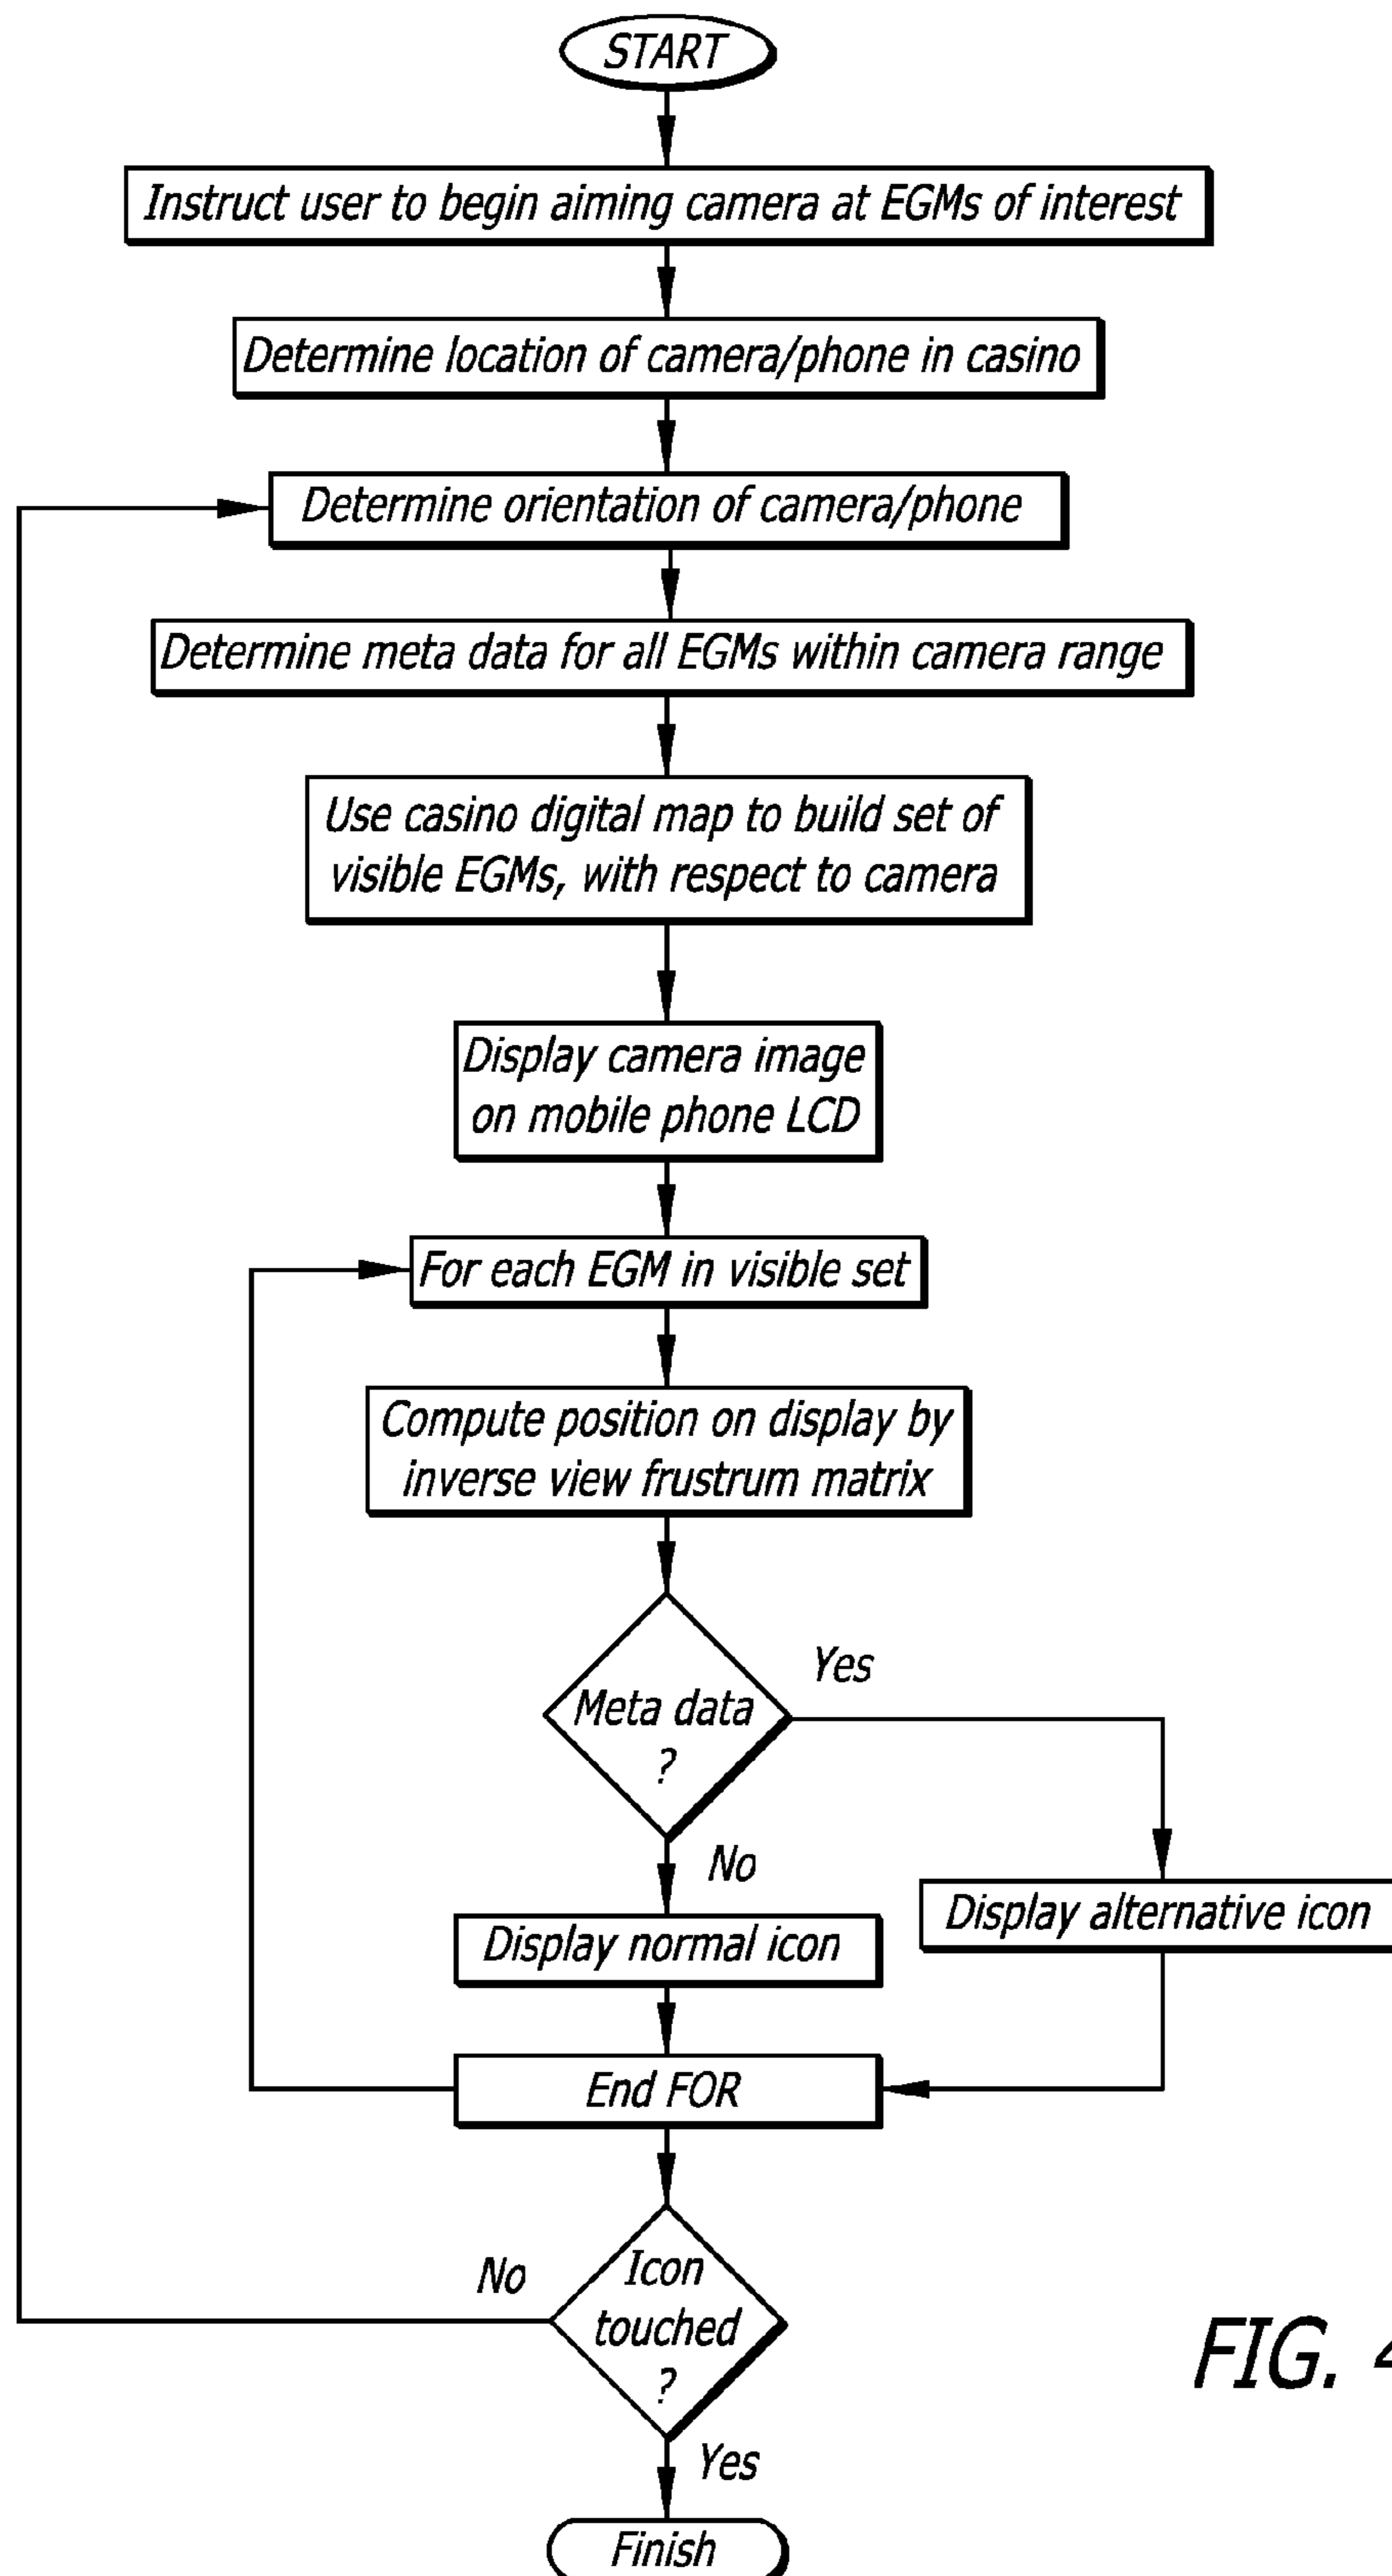 START
Instruct user to begin aiming camera at EGMs of interest
Determine location of camera/phone in casino
Determine orientation of camera/phone
Determine meta data for all EGMs within camera range
Use casino digital map to build set of
visible EGMs, with respect to camera
Display camera image
on mobile phone LCD
For each EGM in visible set
Compute position on display by
inverse view frustrum matrix
Meta data
?
Yes
No
Display normal icon
Display alternative icon
End FOR
Icon
touched
?
No
Yes
Finish
FIG. 4